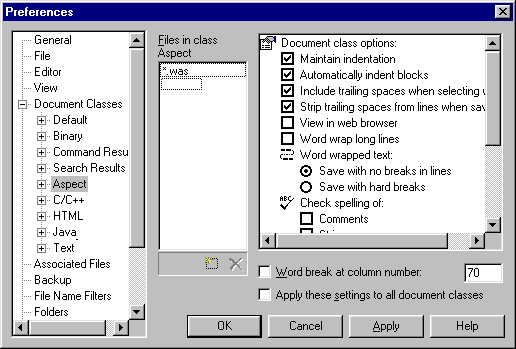 Preferences
General
File
Editor
View
Document Classes
Default
Binary
Command Resu
Search Results
Aspect
C/C++
HTML
Java
Text
Associated Files
Backup
File Name Filters
Folders
Files in class
Aspect
*.was
Document class options:
Maintain indentation
Automatically indent blocks
Include trailing spaces when selecting
Strip trailing spaces from lines when sav
View in web browser
Word wrap long lines
Word wrapped text:
Save with no breaks in lines
Save with hard breaks
ABC
Check spelling of:
Comments
Word break at column number:
70
Apply these settings to all document classes
OK
Cancel
Apply
Help